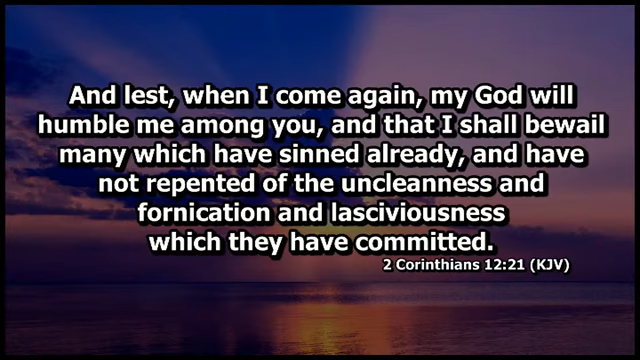 And lest, when I come again, my God will
humble me among you, and that I shall bewail
many which have sinned already, and have
not repented of the uncleanness and
fornication and lasciviousness
which they have committed.
2 Corinthians 12:21 (KJV)